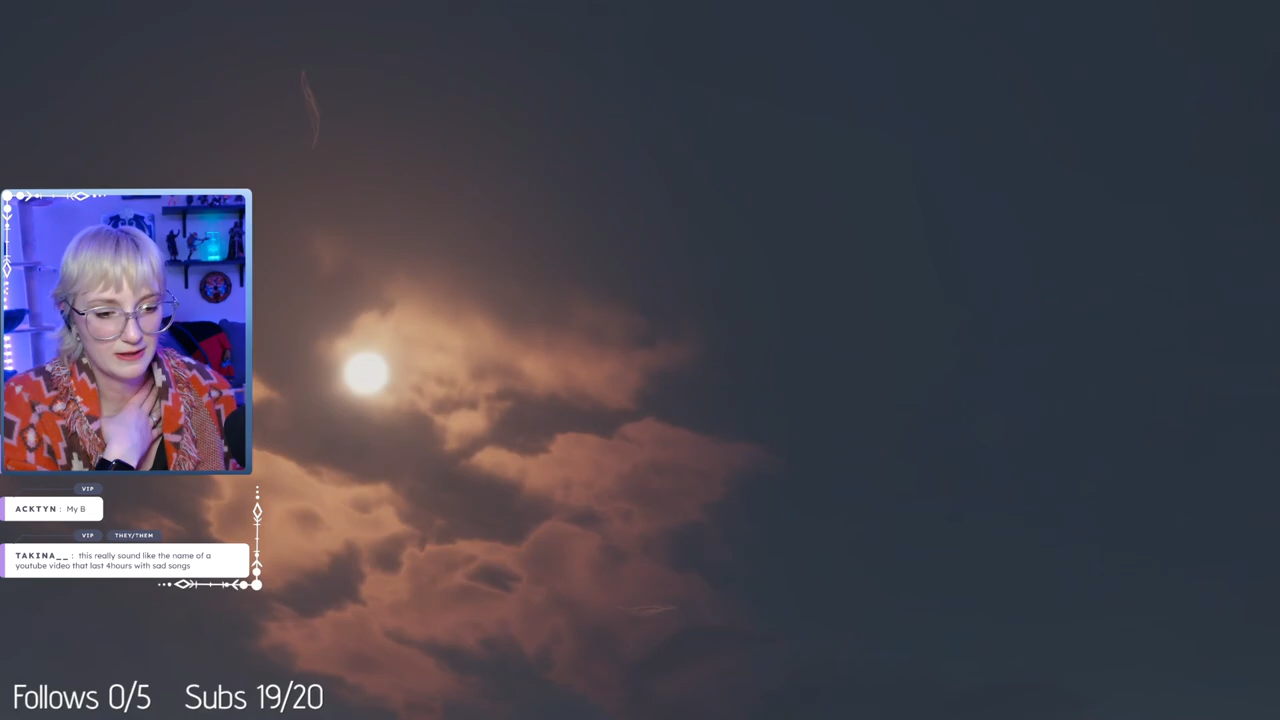 VIP
ACKTYN : My B
VIP THEY/THEM
TAKINA__ : this really sound like the name of a
youtube video that last 4hours with sad songs
Follows 0/5 Subs 19/20